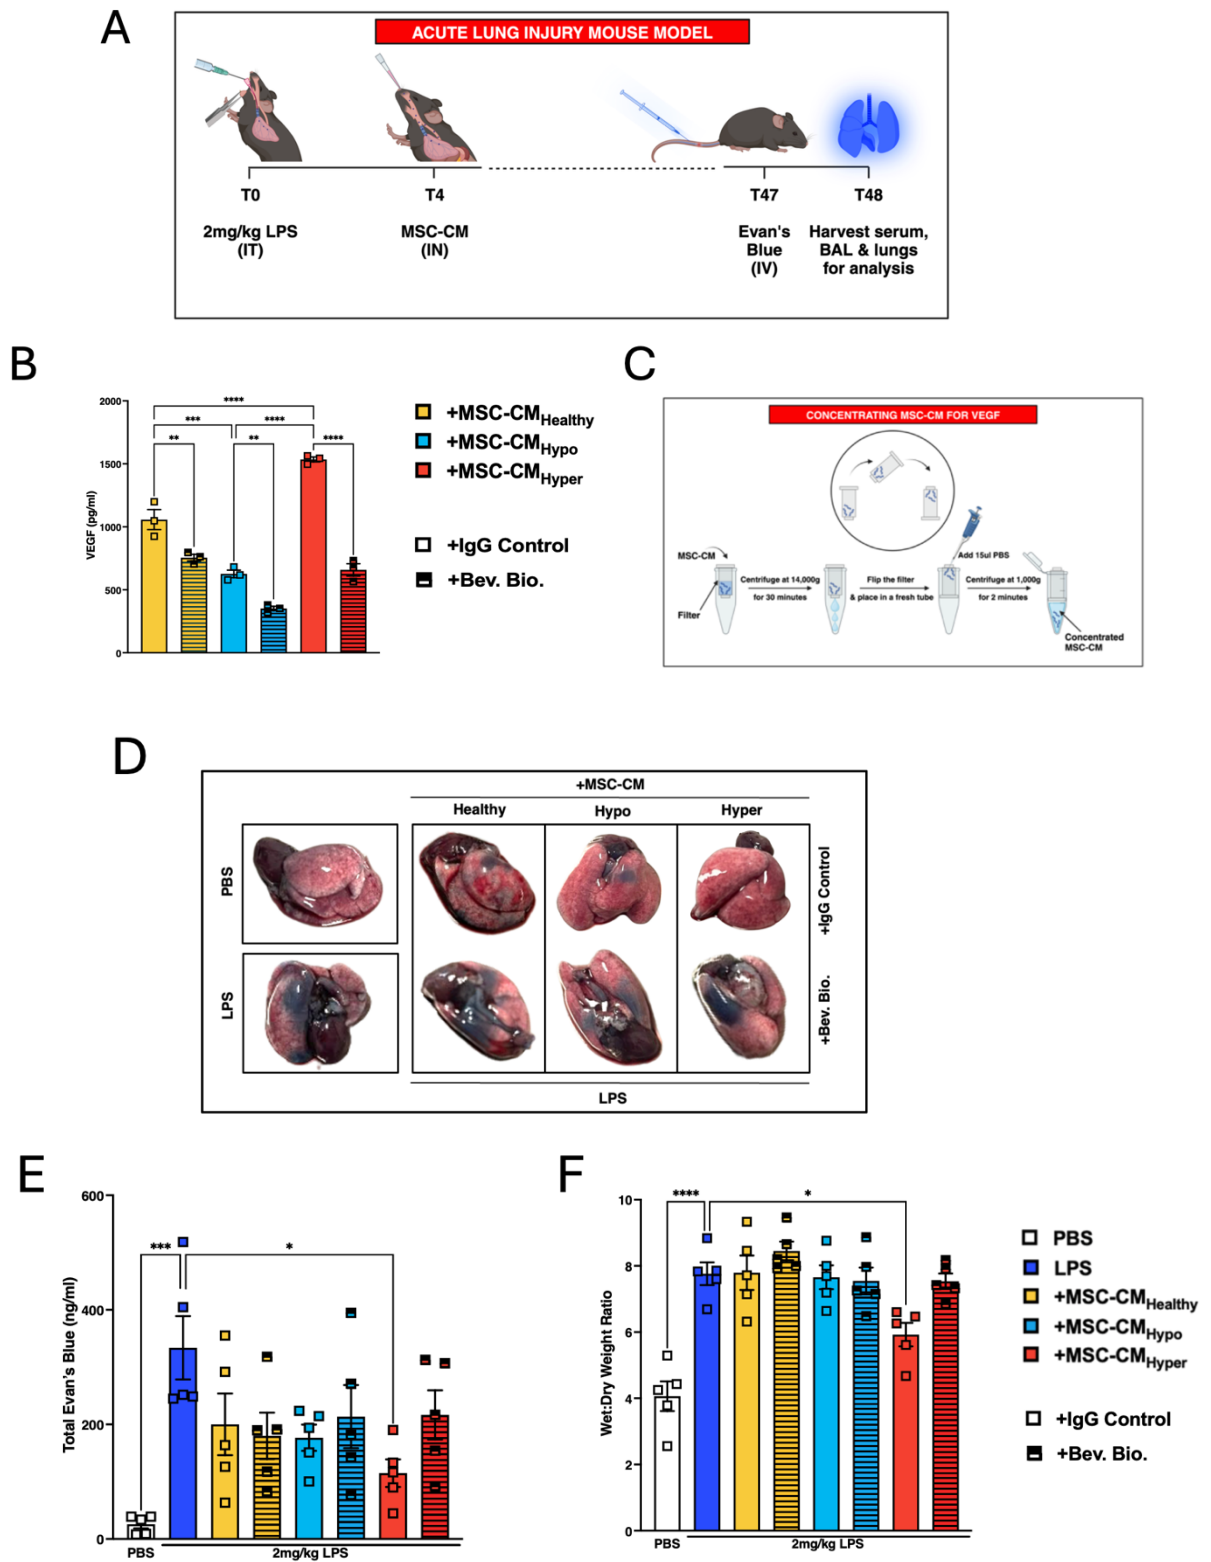 A
ACUTE LUNG INJURY MOUSE MODEL
T0
T4
T47
T48
2mg/kg LPS
(IT)
MSC-CM
(IN)
Evan's
Blue
(IV)
Harvest serum,
BAL & lungs
for analysis
B
VEGF (pg/ml)
2000
1500
1000
500
0
****
***
****
**
**
****
+MSC-CMHealthy
+MSC-CMHypo
+MSC-CMHyper
+IgG Control
+Bev. Bio.
C
CONCENTRATING MSC-CM FOR VEGF
MSC-CM
Filter
Centrifuge at 14,000g
for 30 minutes
Flip the filter
& place in a fresh tube
Add 15ul PBS
Centrifuge at 1,000g
for 2 minutes
Concentrated
MSC-CM
D
+MSC-CM
Healthy
Hypo
Hyper
PBS
LPS
+IgG Control
+Bev. Bio.
LPS
E
Total Evan's Blue (ng/ml)
600
400
200
0
***
*
PBS
2mg/kg LPS
F
Wet:Dry Weight Ratio
10
8
6
4
2
0
****
*
PBS
2mg/kg LPS
PBS
LPS
+MSC-CMHealthy
+MSC-CMHypo
+MSC-CMHyper
+IgG Control
+Bev. Bio.